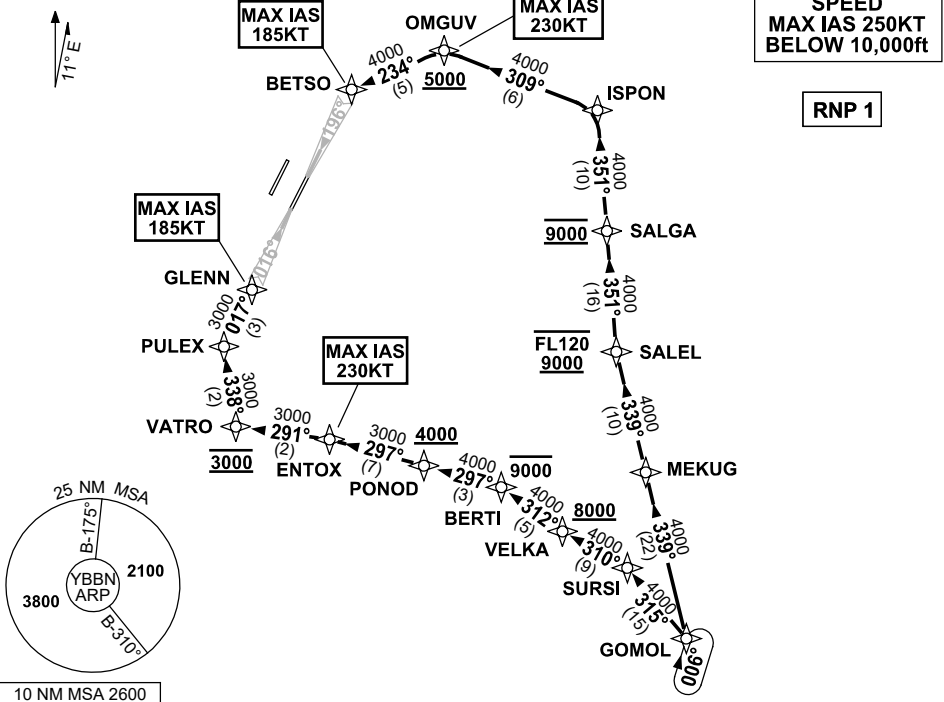 SPEED
MAX IAS 250KT
BELOW 10,000ft
RNP 1
11° E
MAX IAS
185KT
OMGUV
MAX IAS
230KT
BETSO
4000
234°
(5)
5000
4000
309°
(6)
ISPON
196°
4000
351°
(10)
9000
SALGA
MAX IAS
185KT
016°
GLENN
4000
351°
(16)
3000
017°
(3)
PULEX
FL120
9000
SALEL
MAX IAS
230KT
3000
338°
(2)
4000
339°
(10)
VATRO
3000
3000
291°
(2)
ENTOX
3000
297°
(7)
4000
PONOD
MEKUG
4000
297°
(3)
9000
BERTI
4000
312°
(5)
8000
VELKA
4000
339°
(22)
4000
310°
(9)
SURSI
4000
315°
(15)
GOMOL
006°
25 NM MSA
B-175°
YBBN
ARP
2100
3800
B-310°
10 NM MSA 2600